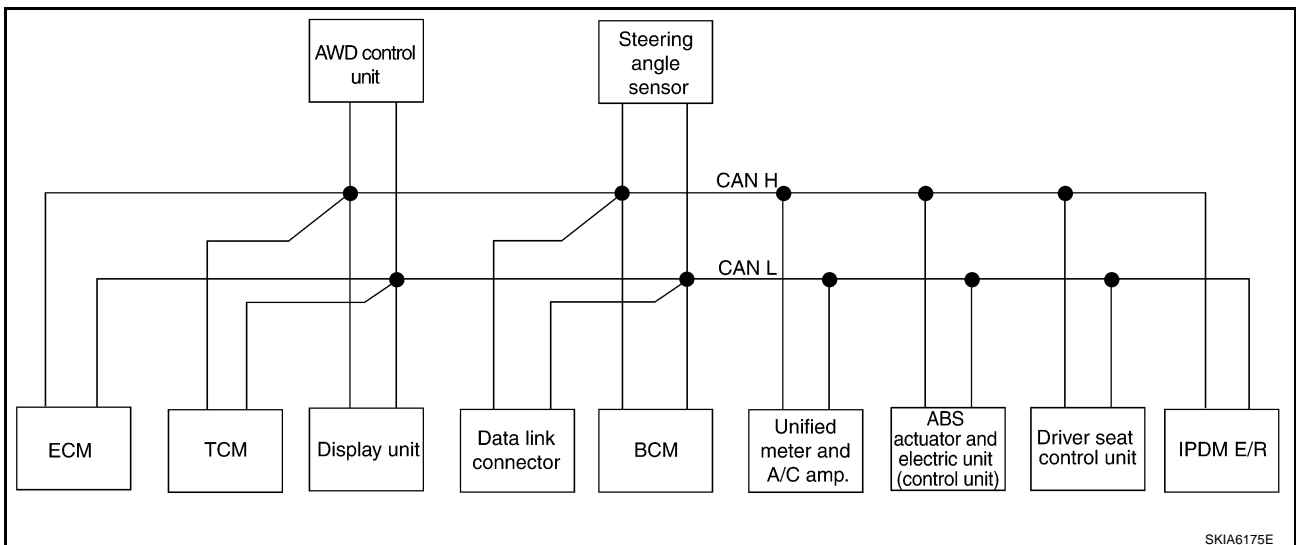 AWD control
unit
Steering
angle
sensor
CAN H
CAN L
ECM
TCM
Display unit
Data link
connector
BCM
Unified
meter and
A/C amp.
ABS
actuator and
electric unit
(control unit)
Driver seat
control unit
IPDM E/R
SKIA6175E